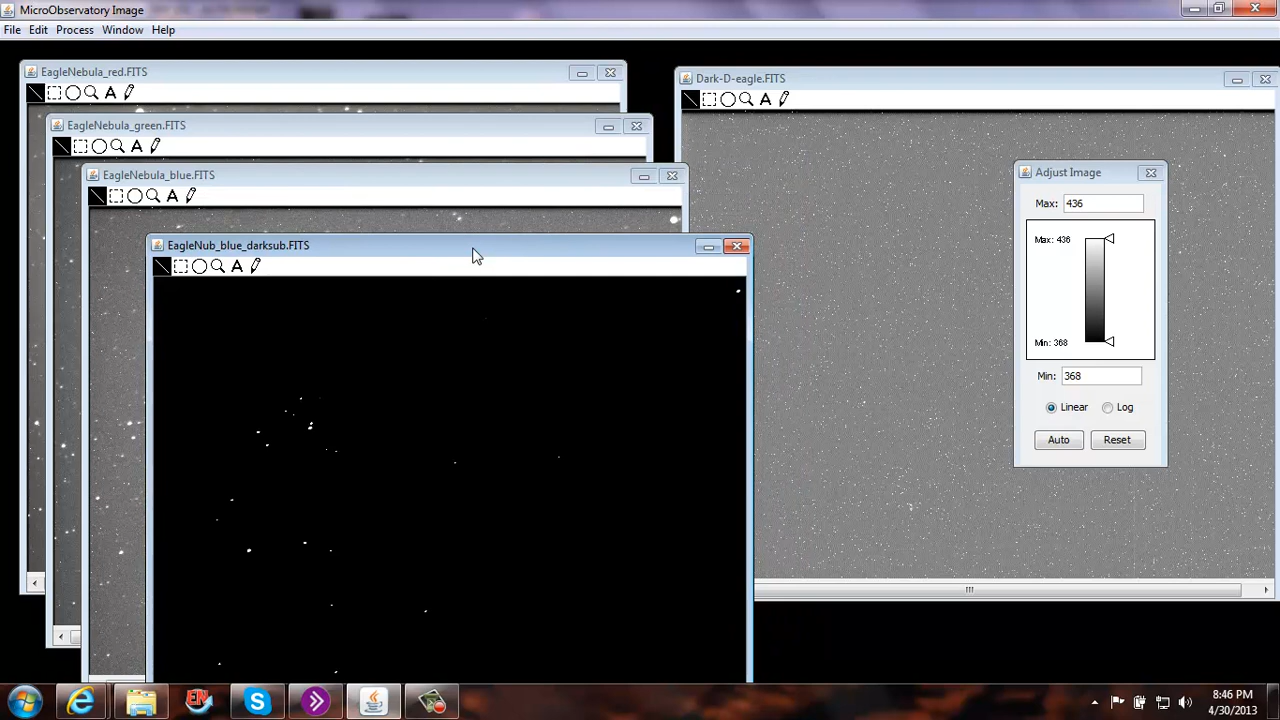 MicroObservatory Image
File Edit Process Window Help
EagleNebula_red.FITS
A
EagleNebula_green.FITS
A
EagleNebula_blue.FITS
A
EagleNub_blue_darksub.FITS
A
Dark-D-eagle.FITS
A
Adjust Image
Max: 436
Max: 436
Min: 368
Min: 368
Linear Log
Auto Reset
EN
S
8:46 PM
4/30/2013